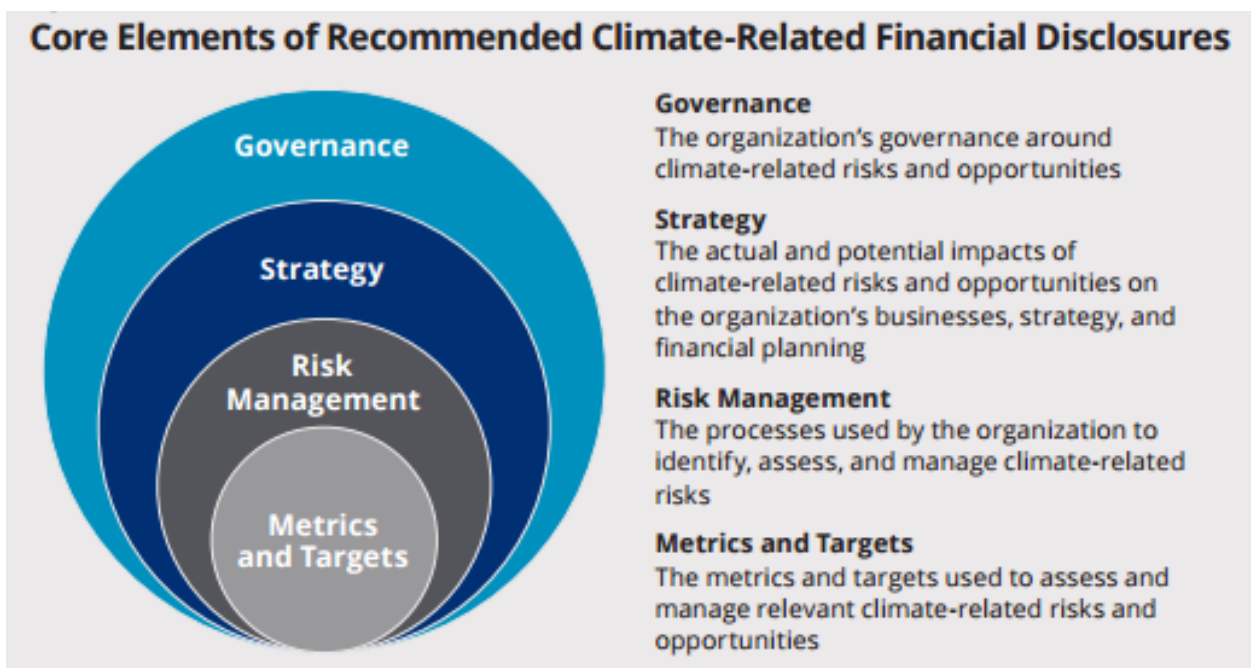 Core Elements of Recommended Climate-Related Financial Disclosures
Governance
Strategy
Risk
Management
Metrics
and Targets
Governance
The organization's governance around
climate-related risks and opportunities
Strategy
The actual and potential impacts of
climate-related risks and opportunities on
the organization's businesses, strategy, and
financial planning
Risk Management
The processes used by the organization to
identify, assess, and manage climate-related
risks
Metrics and Targets
The metrics and targets used to assess and
manage relevant climate-related risks and
opportunities